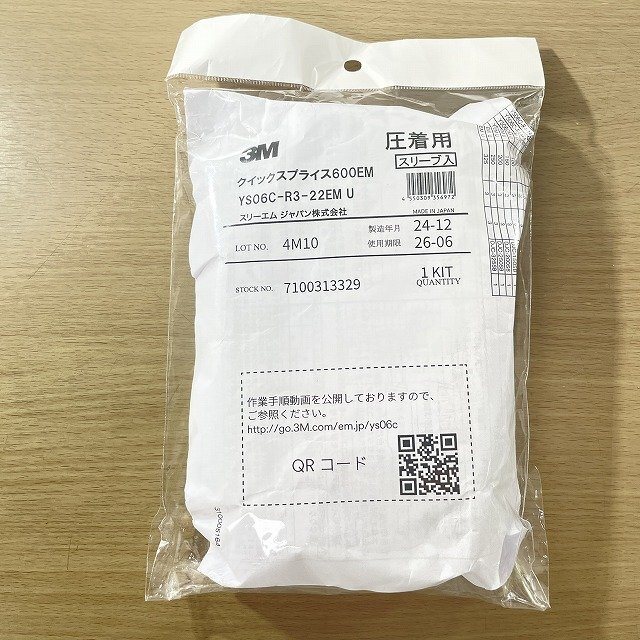 3M
圧着用
スリーブ入
クイックスプライス600EM
YS06C-R3-22EM U
スリーエム ジャパン株式会社
4 550309 354972
MADE IN JAPAN
LOT NO. 4M10
製造年月 24-12
使用期限 26-06
STOCK NO. 7100313329
1 KIT
QUANTITY
作業手順動画を公開しておりますので、
ご参照ください。
http://go.3M.com/em.jp/ys06c
QR コード